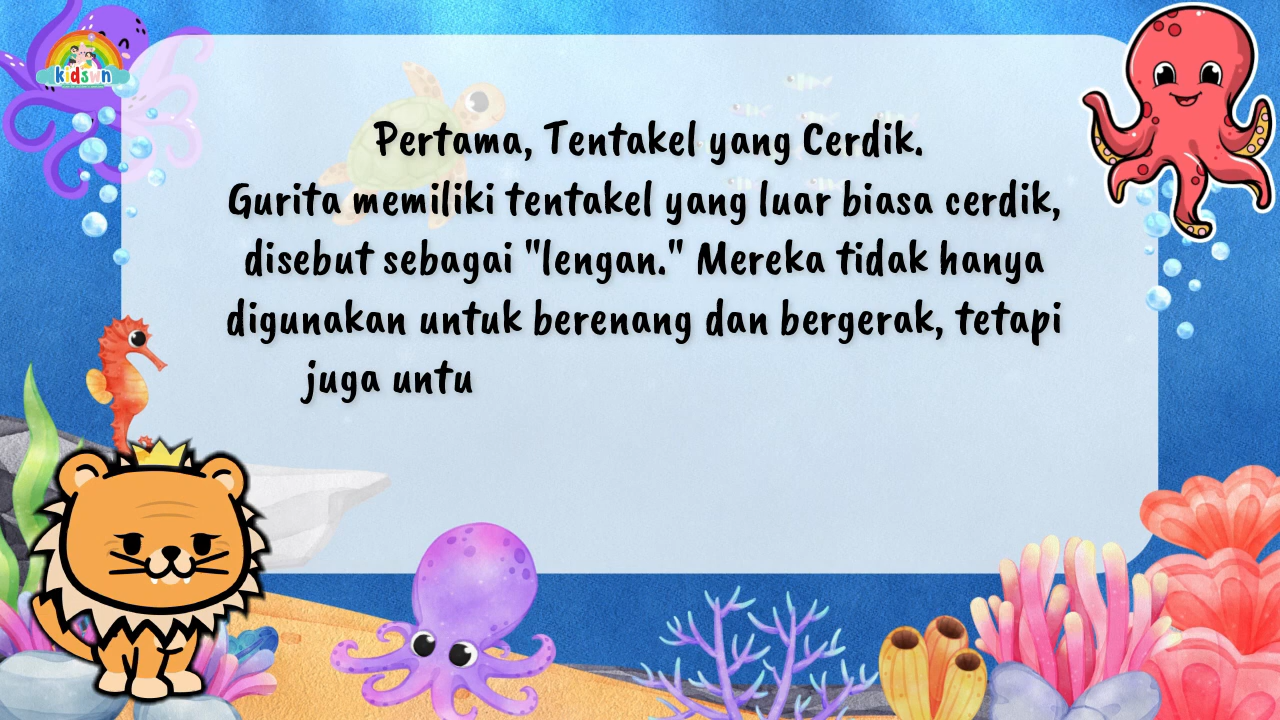 kidswn
Pertama, Tentakel yang Cerdik.
Gurita memiliki tentakel yang luar biasa cerdik,
disebut sebagai "lengan." Mereka tidak hanya
digunakan untuk berenang dan bergerak, tetapi
juga untu